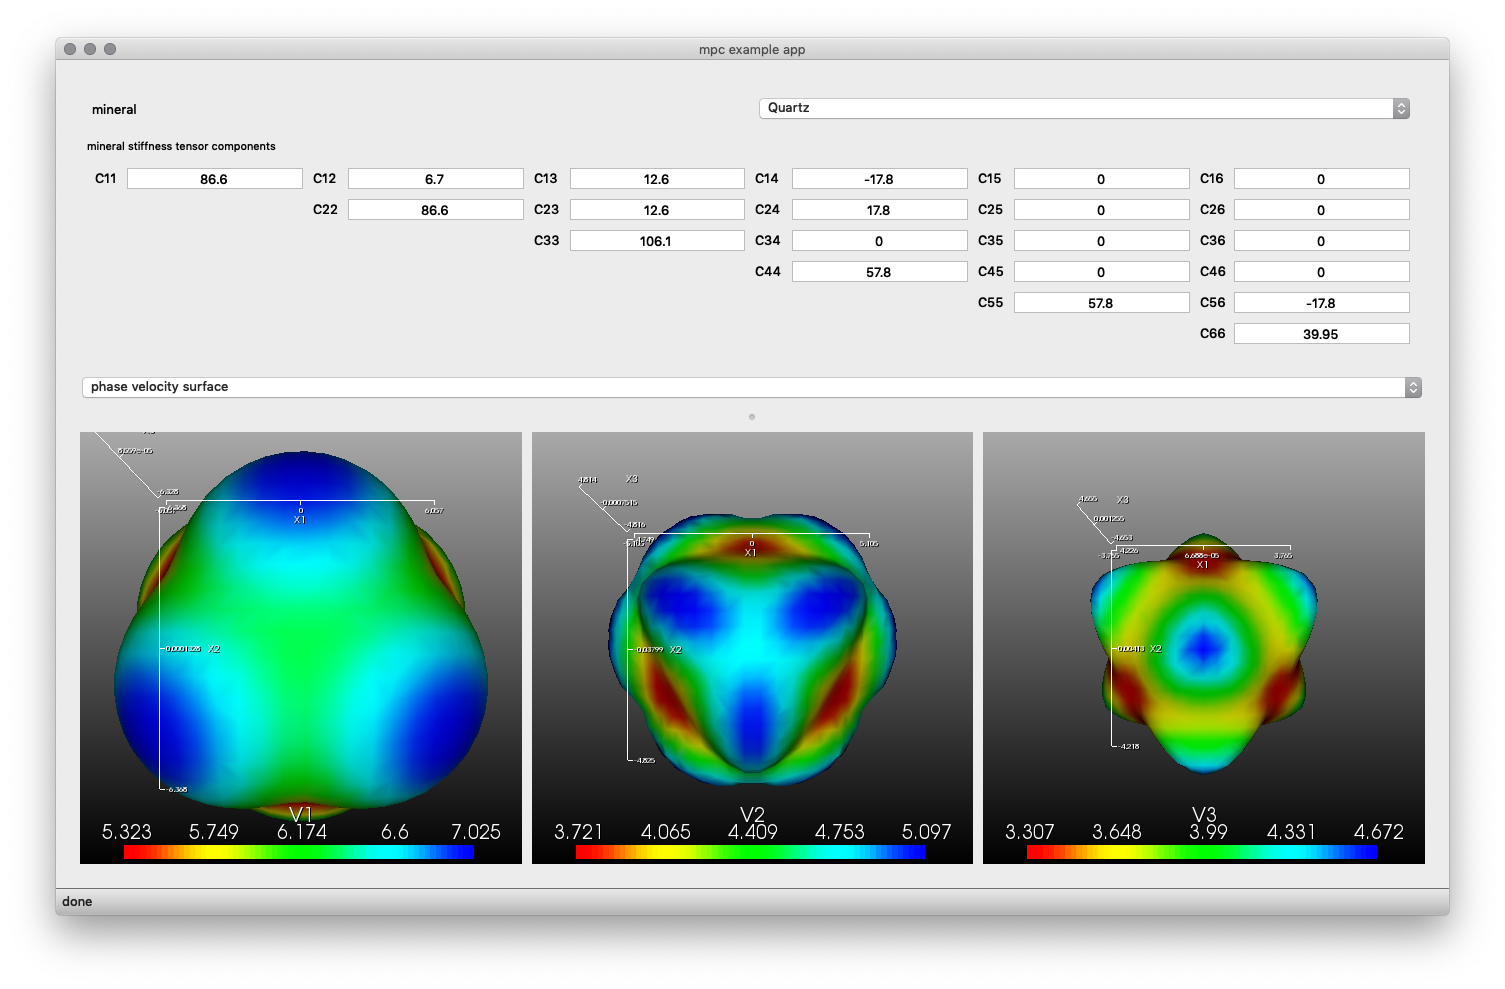 mpc example app
mineral
Quartz
mineral stiffness tensor components
C11 86.6 C12 6.7 C13 12.6 C14 -17.8 C15 0 C16 0
C22 86.6 C23 12.6 C24 17.8 C25 0 C26 0
C33 106.1 C34 0 C35 0 C36 0
C44 57.8 C45 0 C46 0
C55 57.8 C56 -17.8
C66 39.95
phase velocity surface
-6.328
0
6.057
X1
-0.0001328 X2
-6.368
V1
5.323 5.749 6.174 6.6 7.025
4.814 X3
-0.0007515
-4.816
0
5.105
X1
-0.03799 X2
-4.825
V2
3.721 4.065 4.409 4.753 5.097
4.655 X3
0.001255
-4.653
-4.226
6.688e-05
3.765
X1
-0.00413 X2
-4.218
V3
3.307 3.648 3.99 4.331 4.672
done